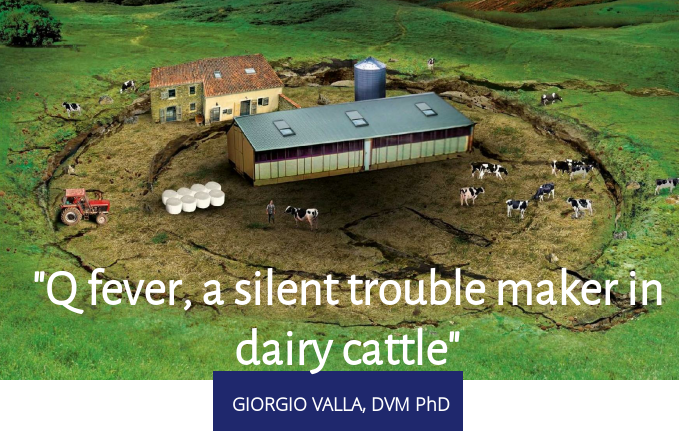 "Q fever, a silent trouble maker in
dairy cattle"
GIORGIO VALLA, DVM PhD